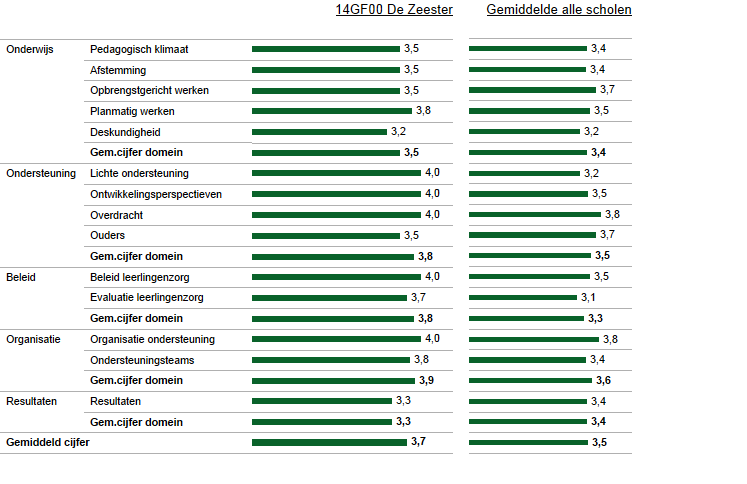 14GF00 De Zeester Gemiddelde alle scholen
Onderwijs Pedagogisch klimaat 3,5 3,4
Afstemming 3,5 3,4
Opbrengstgericht werken 3,5 3,7
Planmatig werken 3,8 3,5
Deskundigheid 3,2 3,2
Gem.cijfer domein 3,5 3,4
Ondersteuning Lichte ondersteuning 4,0 3,2
Ontwikkelingsperspectieven 4,0 3,5
Overdracht 4,0 3,8
Ouders 3,5 3,7
Gem.cijfer domein 3,8 3,5
Beleid Beleid leerlingenzorg 4,0 3,5
Evaluatie leerlingenzorg 3,7 3,1
Gem.cijfer domein 3,8 3,3
Organisatie Organisatie ondersteuning 4,0 3,8
Ondersteuningsteams 3,8 3,4
Gem.cijfer domein 3,9 3,6
Resultaten Resultaten 3,3 3,4
Gem.cijfer domein 3,3 3,4
Gemiddeld cijfer 3,7 3,5